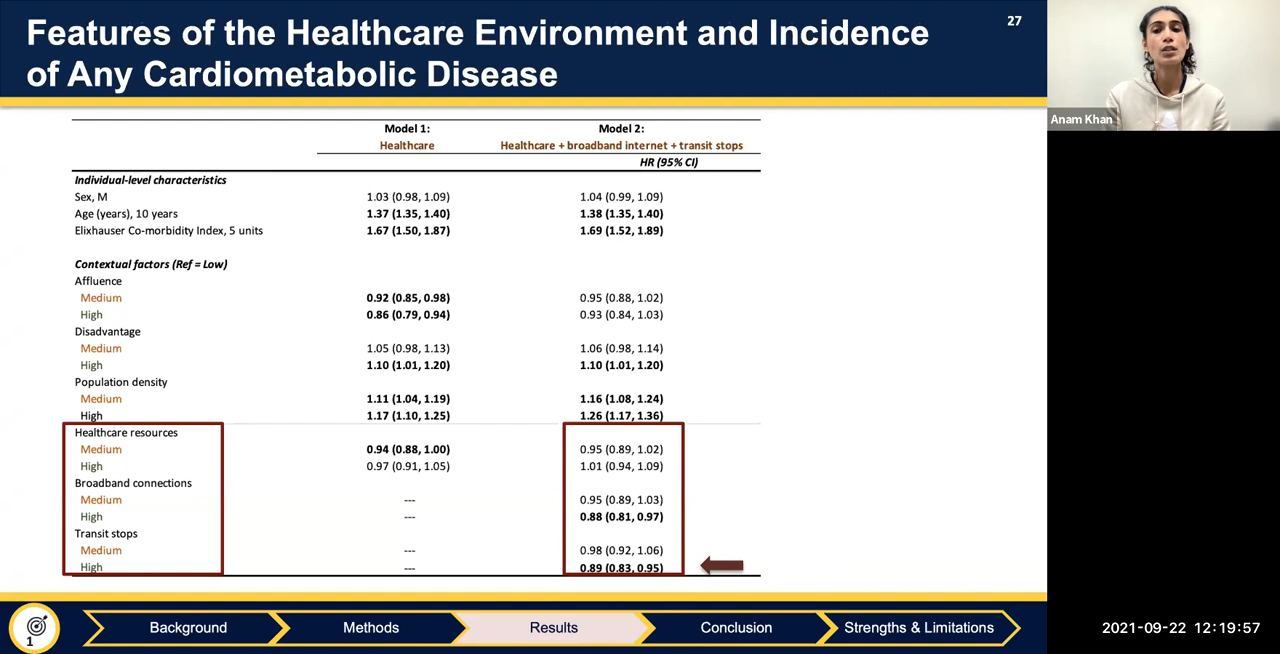 Features of the Healthcare Environment and Incidence
of Any Cardiometabolic Disease
27
Anam Khan
Model 1: Model 2:
Healthcare Healthcare + broadband internet + transit stops
HR (95% CI)
Individual-level characteristics
Sex, M 1.03 (0.98, 1.09) 1.04 (0.99, 1.09)
Age (years), 10 years 1.37 (1.35, 1.40) 1.38 (1.35, 1.40)
Elixhauser Co-morbidity Index, 5 units 1.67 (1.50, 1.87) 1.69 (1.52, 1.89)
Contextual factors (Ref = Low)
Affluence
Medium 0.92 (0.85, 0.98) 0.95 (0.88, 1.02)
High 0.86 (0.79, 0.94) 0.93 (0.84, 1.03)
Disadvantage
Medium 1.05 (0.98, 1.13) 1.06 (0.98, 1.14)
High 1.10 (1.01, 1.20) 1.10 (1.01, 1.20)
Population density
Medium 1.11 (1.04, 1.19) 1.16 (1.08, 1.24)
High 1.17 (1.10, 1.25) 1.26 (1.17, 1.36)
Healthcare resources
Medium 0.94 (0.88, 1.00) 0.95 (0.89, 1.02)
High 0.97 (0.91, 1.05) 1.01 (0.94, 1.09)
Broadband connections
Medium --- 0.95 (0.89, 1.03)
High --- 0.88 (0.81, 0.97)
Transit stops
Medium --- 0.98 (0.92, 1.06)
High --- 0.89 (0.83, 0.95)
1 Background Methods Results Conclusion Strengths & Limitations
2021-09-22 12:19:57